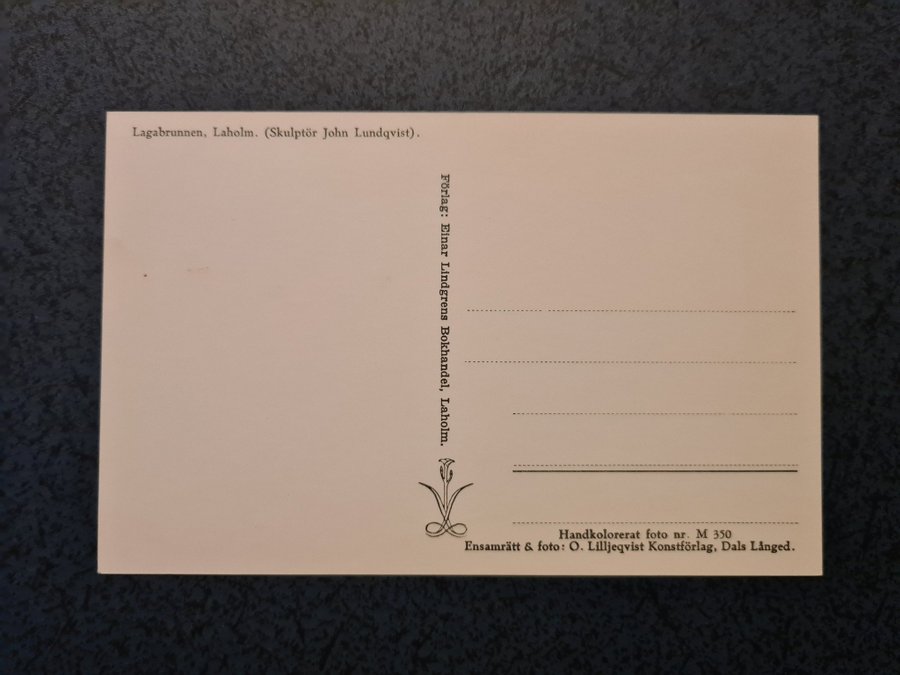 Lagabrunnen, Laholm. (Skulptör John Lundqvist).
Förlag: Einar Lindgrens Bokhandel, Laholm.
Handkolorerat foto nr. M 350
Ensamrätt & foto: O. Lilljeqvist Konstförlag, Dals Långed.